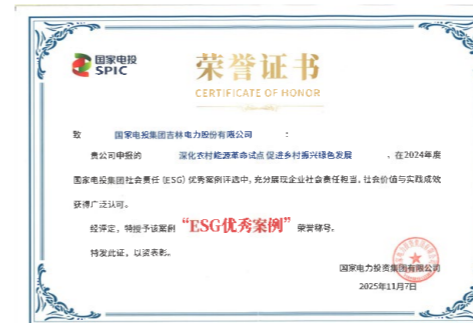 国家电投
SPIC
荣誉证书
CERTIFICATE OF HONOR
致 国家电投集团吉林电力股份有限公司 :
贵公司申报的 深化农村能源革命试点 促进乡村振兴绿色发展 ，在2024年度
国家电投集团社会责任（ESG）优秀案例评选中，充分展现企业社会责任担当，社会价值与实践成效
获得广泛认可。
经评定，特授予该案例“ESG优秀案例”荣誉称号。
特发此证，以资表彰。
国家电力投资集团有限公司
2025年11月7日